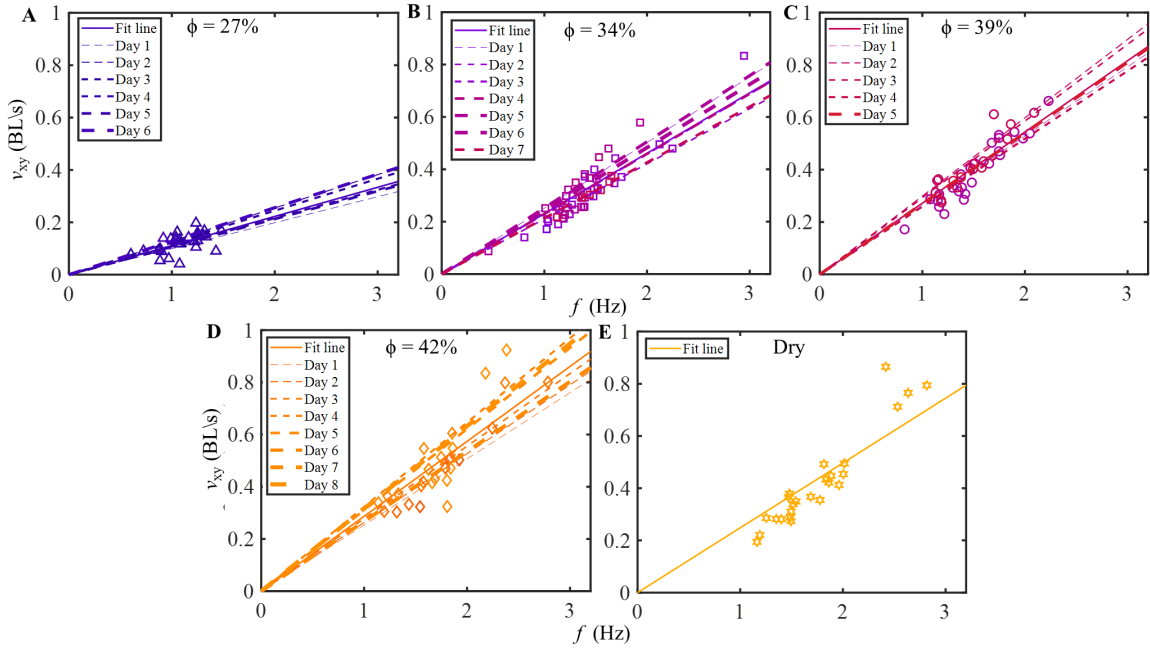 A
ϕ = 27%
1
0.8
0.6
0.4
0.2
0
0
1
2
3
v_xy (BL\s)
Fit line
Day 1
Day 2
Day 3
Day 4
Day 5
Day 6
B
ϕ = 34%
1
0.8
0.6
0.4
0.2
0
0
1
2
3
Fit line
Day 1
Day 2
Day 3
Day 4
Day 5
Day 6
Day 7
f (Hz)
C
ϕ = 39%
1
0.8
0.6
0.4
0.2
0
0
1
2
3
Fit line
Day 1
Day 2
Day 3
Day 4
Day 5
D
ϕ = 42%
1
0.8
0.6
0.4
0.2
0
0
1
2
3
v_xy (BL\s)
Fit line
Day 1
Day 2
Day 3
Day 4
Day 5
Day 6
Day 7
Day 8
f (Hz)
E
Dry
1
0.8
0.6
0.4
0.2
0
0
1
2
3
Fit line